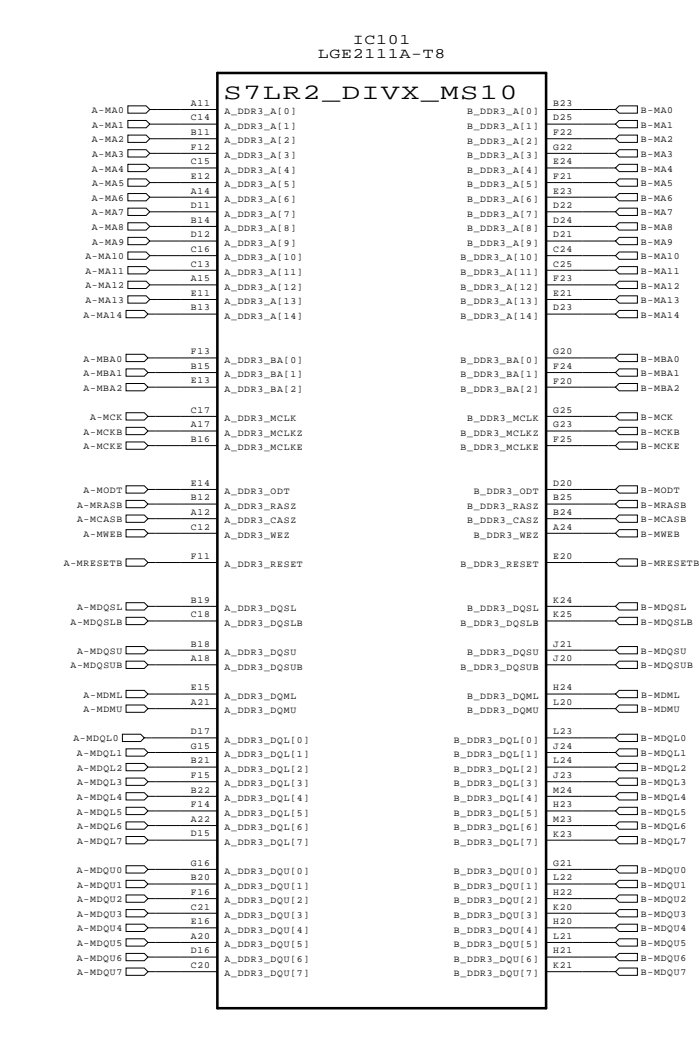 IC101
LGE2111A-T8
S7LR2_DIVX_MS10
A-MA0 A11 A_DDR3_A[0] B_DDR3_A[0] B23 B-MA0
A-MA1 C14 A_DDR3_A[1] B_DDR3_A[1] D25 B-MA1
A-MA2 B11 A_DDR3_A[2] B_DDR3_A[2] F22 B-MA2
A-MA3 F12 A_DDR3_A[3] B_DDR3_A[3] G22 B-MA3
A-MA4 C15 A_DDR3_A[4] B_DDR3_A[4] E24 B-MA4
A-MA5 E12 A_DDR3_A[5] B_DDR3_A[5] F21 B-MA5
A-MA6 A14 A_DDR3_A[6] B_DDR3_A[6] E23 B-MA6
A-MA7 D11 A_DDR3_A[7] B_DDR3_A[7] D22 B-MA7
A-MA8 B14 A_DDR3_A[8] B_DDR3_A[8] D24 B-MA8
A-MA9 D12 A_DDR3_A[9] B_DDR3_A[9] D21 B-MA9
A-MA10 C16 A_DDR3_A[10] B_DDR3_A[10] C24 B-MA10
A-MA11 C13 A_DDR3_A[11] B_DDR3_A[11] C25 B-MA11
A-MA12 A15 A_DDR3_A[12] B_DDR3_A[12] F23 B-MA12
A-MA13 E11 A_DDR3_A[13] B_DDR3_A[13] E21 B-MA13
A-MA14 B13 A_DDR3_A[14] B_DDR3_A[14] D23 B-MA14
A-MBA0 F13 A_DDR3_BA[0] B_DDR3_BA[0] G20 B-MBA0
A-MBA1 B15 A_DDR3_BA[1] B_DDR3_BA[1] F24 B-MBA1
A-MBA2 E13 A_DDR3_BA[2] B_DDR3_BA[2] F20 B-MBA2
A-MCK C17 A_DDR3_MCLK B_DDR3_MCLK G25 B-MCK
A-MCKB A17 A_DDR3_MCLKZ B_DDR3_MCLKZ G23 B-MCKB
A-MCKE B16 A_DDR3_MCLKE B_DDR3_MCLKE F25 B-MCKE
A-MODT E14 A_DDR3_ODT B_DDR3_ODT D20 B-MODT
A-MRASB B12 A_DDR3_RASZ B_DDR3_RASZ B25 B-MRASB
A-MCASB A12 A_DDR3_CASZ B_DDR3_CASZ B24 B-MCASB
A-MWEB C12 A_DDR3_WEZ B_DDR3_WEZ A24 B-MWEB
A-MRESETB F11 A_DDR3_RESET B_DDR3_RESET E20 B-MRESETB
A-MDQSL B19 A_DDR3_DQSL B_DDR3_DQSL K24 B-MDQSL
A-MDQSLB C18 A_DDR3_DQSLB B_DDR3_DQSLB K25 B-MDQSLB
A-MDQSU B18 A_DDR3_DQSU B_DDR3_DQSU J21 B-MDQSU
A-MDQSUB A18 A_DDR3_DQSUB B_DDR3_DQSUB J20 B-MDQSUB
A-MDML E15 A_DDR3_DQML B_DDR3_DQML H24 B-MDML
A-MDMU A21 A_DDR3_DQMU B_DDR3_DQMU L20 B-MDMU
A-MDQL0 D17 A_DDR3_DQL[0] B_DDR3_DQL[0] L23 B-MDQL0
A-MDQL1 G15 A_DDR3_DQL[1] B_DDR3_DQL[1] J24 B-MDQL1
A-MDQL2 B21 A_DDR3_DQL[2] B_DDR3_DQL[2] L24 B-MDQL2
A-MDQL3 F15 A_DDR3_DQL[3] B_DDR3_DQL[3] J23 B-MDQL3
A-MDQL4 B22 A_DDR3_DQL[4] B_DDR3_DQL[4] M24 B-MDQL4
A-MDQL5 F14 A_DDR3_DQL[5] B_DDR3_DQL[5] H23 B-MDQL5
A-MDQL6 A22 A_DDR3_DQL[6] B_DDR3_DQL[6] M23 B-MDQL6
A-MDQL7 D15 A_DDR3_DQL[7] B_DDR3_DQL[7] K23 B-MDQL7
A-MDQU0 G16 A_DDR3_DQU[0] B_DDR3_DQU[0] G21 B-MDQU0
A-MDQU1 B20 A_DDR3_DQU[1] B_DDR3_DQU[1] L22 B-MDQU1
A-MDQU2 F16 A_DDR3_DQU[2] B_DDR3_DQU[2] H22 B-MDQU2
A-MDQU3 C21 A_DDR3_DQU[3] B_DDR3_DQU[3] K20 B-MDQU3
A-MDQU4 E16 A_DDR3_DQU[4] B_DDR3_DQU[4] H20 B-MDQU4
A-MDQU5 A20 A_DDR3_DQU[5] B_DDR3_DQU[5] L21 B-MDQU5
A-MDQU6 D16 A_DDR3_DQU[6] B_DDR3_DQU[6] H21 B-MDQU6
A-MDQU7 C20 A_DDR3_DQU[7] B_DDR3_DQU[7] K21 B-MDQU7